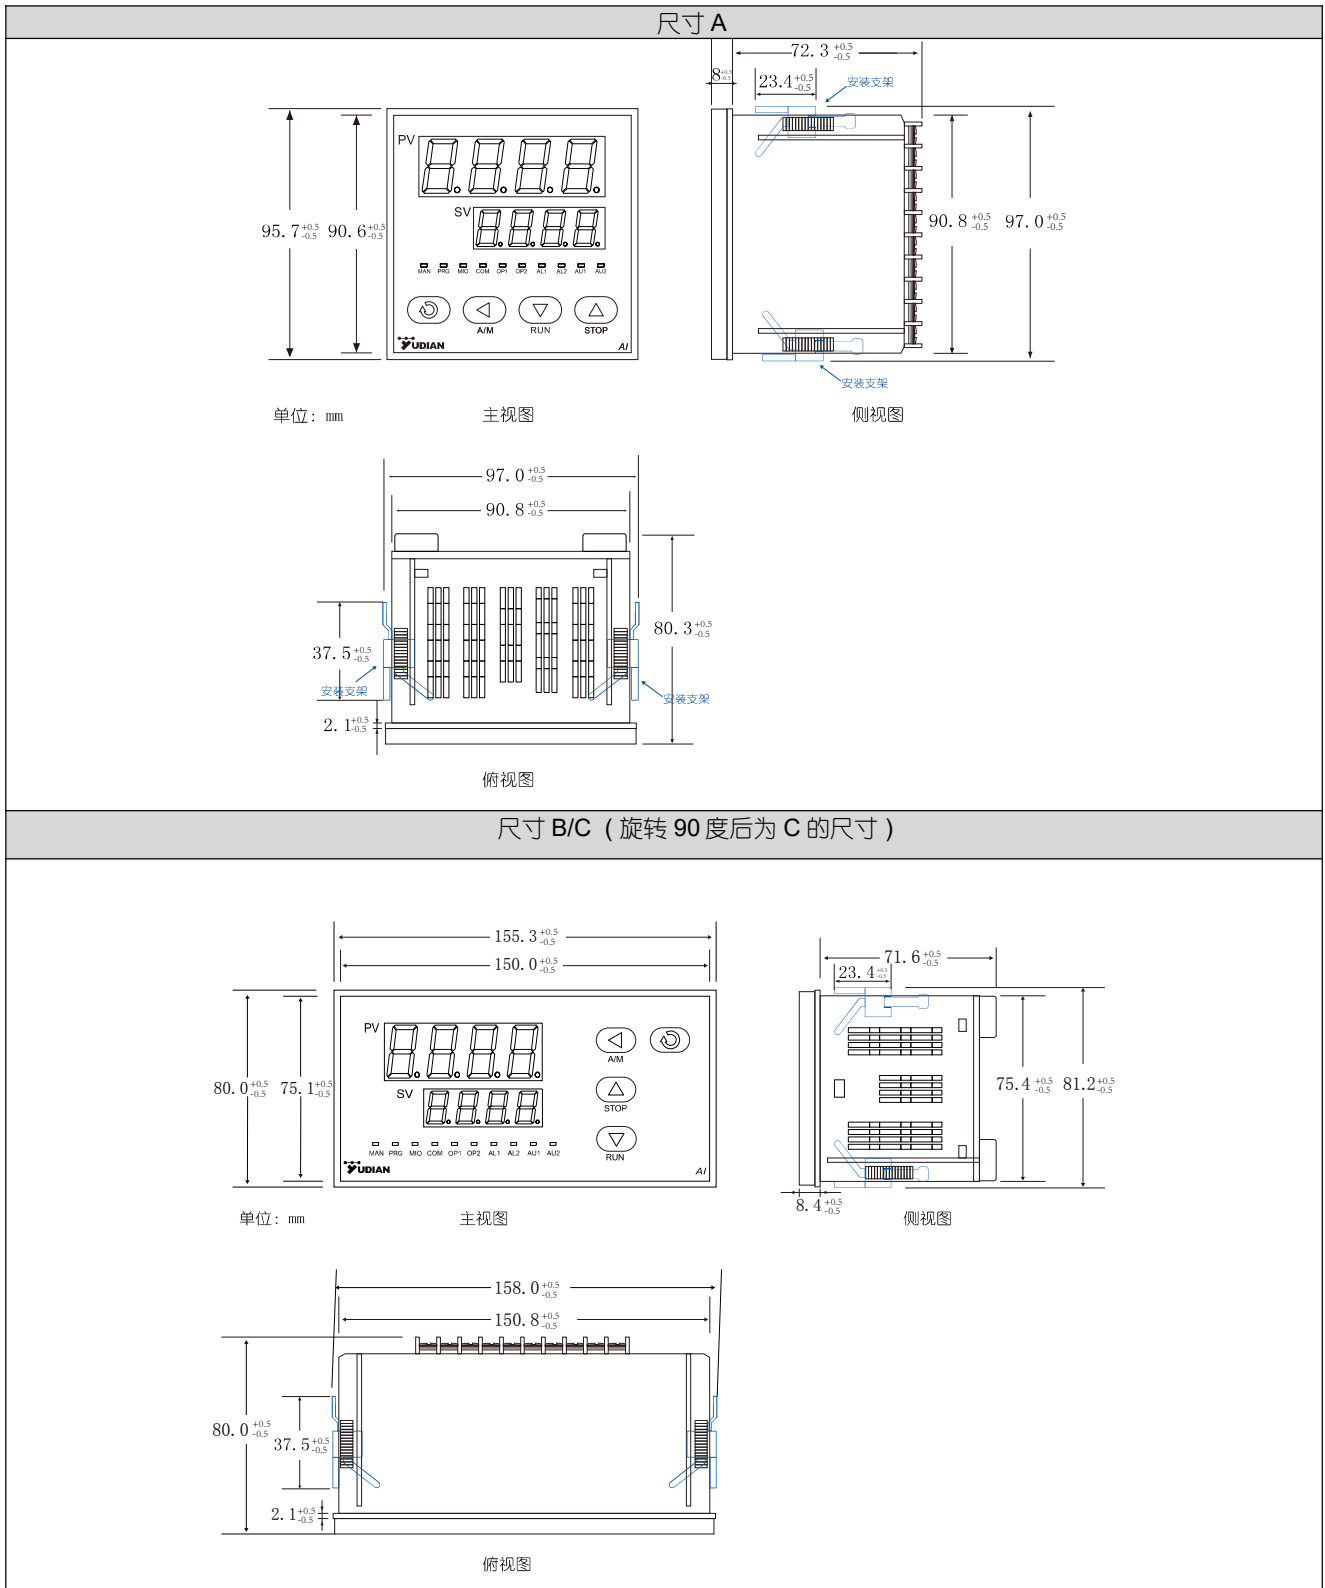 尺寸 A
72.3 +0.5 -0.5
8 +0.5 -0.5
23.4 +0.5 -0.5
安装支架
PV
SV
95.7 +0.5 -0.5
90.6 +0.5 -0.5
90.8 +0.5 -0.5
97.0 +0.5 -0.5
MAN PRG MIO COM OP1 OP2 AL1 AL2 AU1 AU2
A/M RUN STOP
YUDIAN
AI
安装支架
单位: mm
主视图
侧视图
97.0 +0.5 -0.5
90.8 +0.5 -0.5
80.3 +0.5 -0.5
37.5 +0.5 -0.5
安装支架
安装支架
2.1 +0.5 -0.5
俯视图
尺寸 B/C ( 旋转 90 度后为 C 的尺寸 )
155.3 +0.5 -0.5
150.0 +0.5 -0.5
71.6 +0.5 -0.5
23.4 +0.5 -0.5
PV
A/M
80.0 +0.5 -0.5
75.1 +0.5 -0.5
SV
STOP
75.4 +0.5 -0.5
81.2 +0.5 -0.5
MAN PRG MIO COM OP1 OP2 AL1 AL2 AU1 AU2
RUN
YUDIAN
AI
8.4 +0.5 -0.5
单位: mm
主视图
侧视图
158.0 +0.5 -0.5
150.8 +0.5 -0.5
80.0 +0.5 -0.5
37.5 +0.5 -0.5
2.1 +0.5 -0.5
俯视图